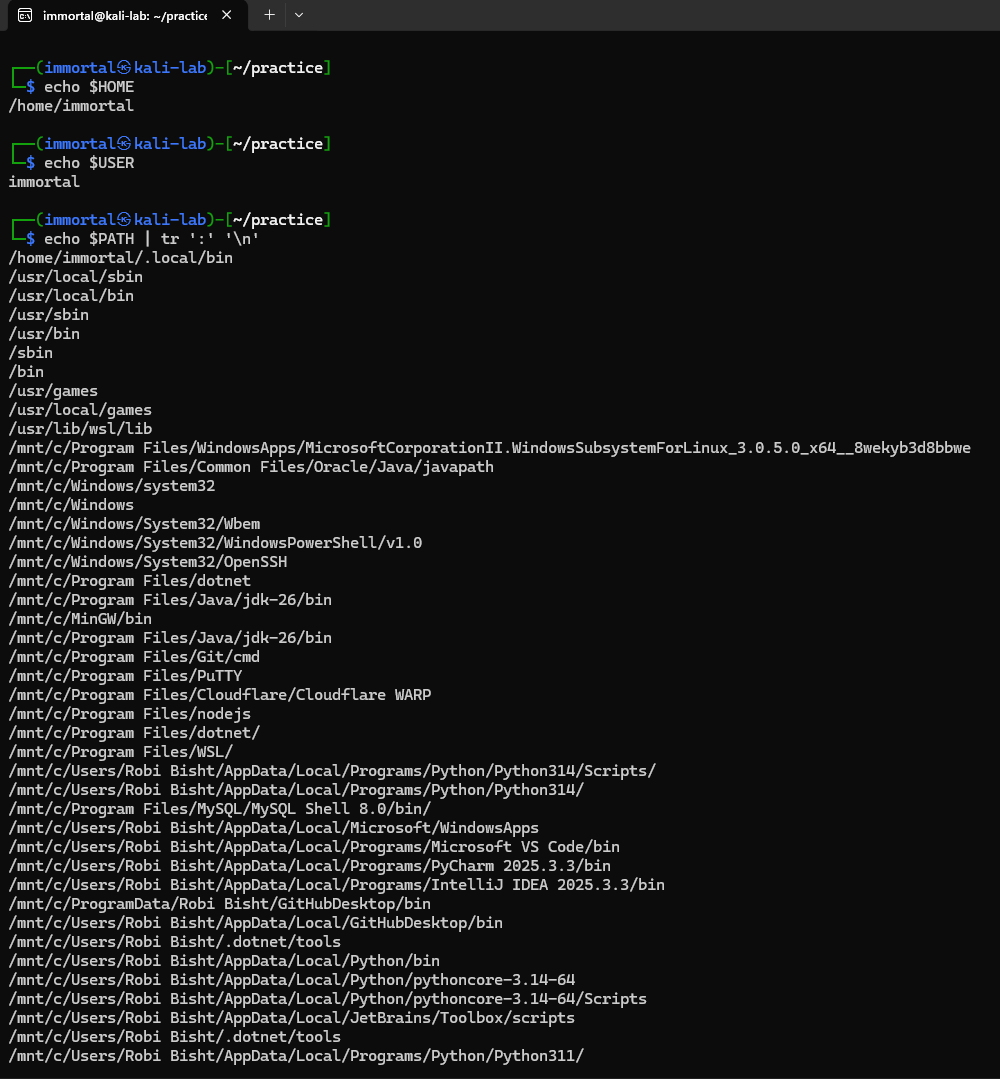 immortal@kali-lab: ~/practice
┌──(immortal㉿kali-lab)-[~/practice]
└─$ echo $HOME
/home/immortal
┌──(immortal㉿kali-lab)-[~/practice]
└─$ echo $USER
immortal
┌──(immortal㉿kali-lab)-[~/practice]
└─$ echo $PATH | tr ':' '\n'
/home/immortal/.local/bin
/usr/local/sbin
/usr/local/bin
/usr/sbin
/usr/bin
/sbin
/bin
/usr/games
/usr/local/games
/usr/lib/wsl/lib
/mnt/c/Program Files/WindowsApps/MicrosoftCorporationII.WindowsSubsystemForLinux_3.0.5.0_x64__8wekyb3d8bbwe
/mnt/c/Program Files/Common Files/Oracle/Java/javapath
/mnt/c/Windows/system32
/mnt/c/Windows
/mnt/c/Windows/System32/Wbem
/mnt/c/Windows/System32/WindowsPowerShell/v1.0
/mnt/c/Windows/System32/OpenSSH
/mnt/c/Program Files/dotnet
/mnt/c/Program Files/Java/jdk-26/bin
/mnt/c/MinGW/bin
/mnt/c/Program Files/Java/jdk-26/bin
/mnt/c/Program Files/Git/cmd
/mnt/c/Program Files/PuTTY
/mnt/c/Program Files/Cloudflare/Cloudflare WARP
/mnt/c/Program Files/nodejs
/mnt/c/Program Files/dotnet/
/mnt/c/Program Files/WSL/
/mnt/c/Users/Robi Bisht/AppData/Local/Programs/Python/Python314/Scripts/
/mnt/c/Users/Robi Bisht/AppData/Local/Programs/Python/Python314/
/mnt/c/Program Files/MySQL/MySQL Shell 8.0/bin/
/mnt/c/Users/Robi Bisht/AppData/Local/Microsoft/WindowsApps
/mnt/c/Users/Robi Bisht/AppData/Local/Programs/Microsoft VS Code/bin
/mnt/c/Users/Robi Bisht/AppData/Local/Programs/PyCharm 2025.3.3/bin
/mnt/c/Users/Robi Bisht/AppData/Local/Programs/IntelliJ IDEA 2025.3.3/bin
/mnt/c/ProgramData/Robi Bisht/GitHubDesktop/bin
/mnt/c/Users/Robi Bisht/AppData/Local/GitHubDesktop/bin
/mnt/c/Users/Robi Bisht/.dotnet/tools
/mnt/c/Users/Robi Bisht/AppData/Local/Python/bin
/mnt/c/Users/Robi Bisht/AppData/Local/Python/pythoncore-3.14-64
/mnt/c/Users/Robi Bisht/AppData/Local/Python/pythoncore-3.14-64/Scripts
/mnt/c/Users/Robi Bisht/AppData/Local/JetBrains/Toolbox/scripts
/mnt/c/Users/Robi Bisht/.dotnet/tools
/mnt/c/Users/Robi Bisht/AppData/Local/Programs/Python/Python311/